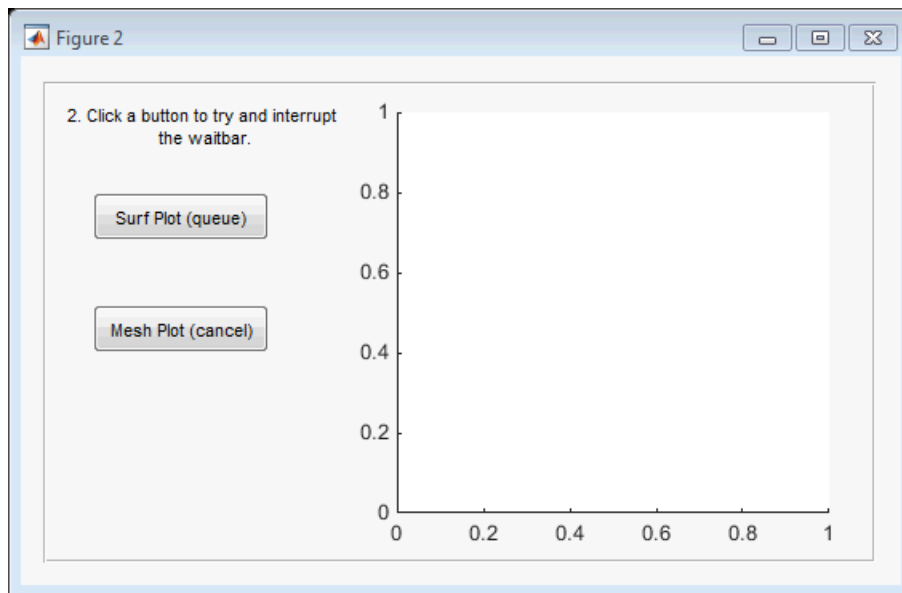 Figure 2
2. Click a button to try and interrupt
the waitbar.
Surf Plot (queue)
Mesh Plot (cancel)
1
0.8
0.6
0.4
0.2
0
0 0.2 0.4 0.6 0.8 1